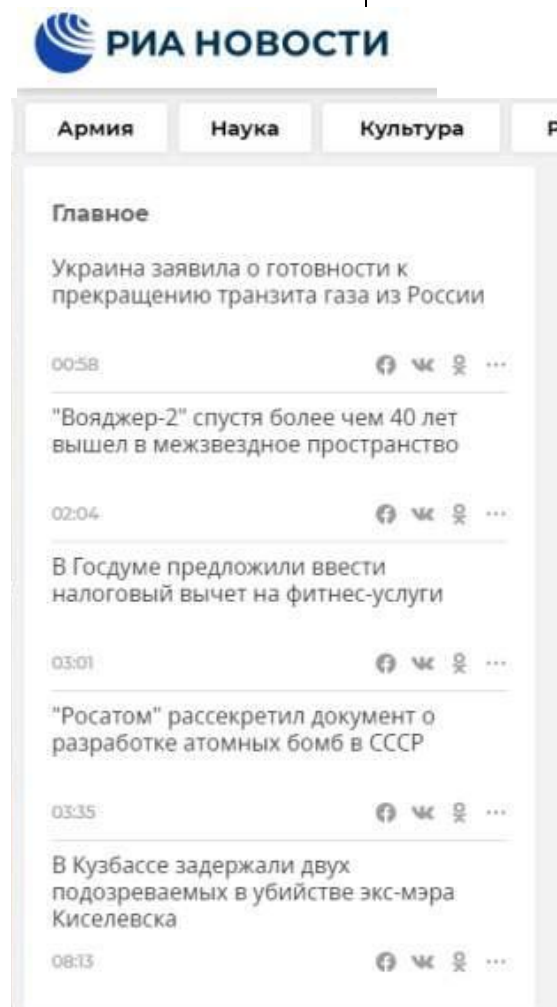 РИА НОВОСТИ
Армия Наука Культура Р
Главное
Украина заявила о готовности к
прекращению транзита газа из России
00:58
"Вояджер-2" спустя более чем 40 лет
вышел в межзвездное пространство
02:04
В Госдуме предложили ввести
налоговый вычет на фитнес-услуги
03:01
"Росатом" рассекретил документ о
разработке атомных бомб в СССР
03:35
В Кузбассе задержали двух
подозреваемых в убийстве экс-мэра
Киселевска
08:13